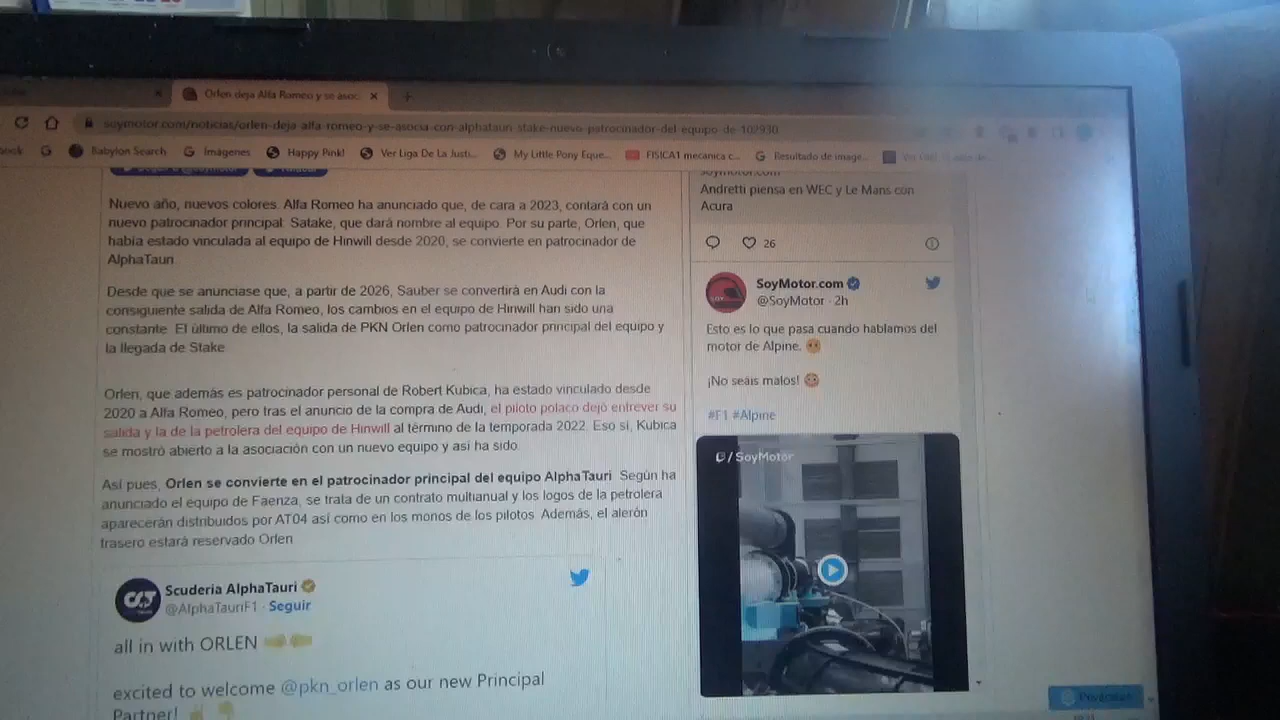 Orlen deja Alfa Romeo y se asoc
soymotor.com/noticias/orlen-deja-alfa-romeo-y-se-asocia-con-alphatauri-stake-nuevo-patrocinador-del-equipo-de-102930
Babylon Search
Imágenes
Happy Pink!
Ver Liga De La Justi...
My Little Pony Eque...
FISICA1 mecanica c...
Resultado de image...
Nuevo año, nuevos colores. Alfa Romeo ha anunciado que, de cara a 2023, contará con un
nuevo patrocinador principal: Satake, que dará nombre al equipo. Por su parte, Orlen, que
había estado vinculada al equipo de Hinwill desde 2020, se convierte en patrocinador de
AlphaTauri.
Desde que se anunciase que, a partir de 2026, Sauber se convertirá en Audi con la
consiguiente salida de Alfa Romeo, los cambios en el equipo de Hinwill han sido una
constante. El último de ellos, la salida de PKN Orlen como patrocinador principal del equipo y
la llegada de Stake.
Orlen, que además es patrocinador personal de Robert Kubica, ha estado vinculado desde
2020 a Alfa Romeo, pero tras el anuncio de la compra de Audi, el piloto polaco dejó entrever su
salida y la de la petrolera del equipo de Hinwill al término de la temporada 2022. Eso sí, Kubica
se mostró abierto a la asociación con un nuevo equipo y así ha sido.
Así pues, Orlen se convierte en el patrocinador principal del equipo AlphaTauri. Según ha
anunciado el equipo de Faenza, se trata de un contrato multianual y los logos de la petrolera
aparecerán distribuidos por AT04 así como en los monos de los pilotos. Además, el alerón
trasero estará reservado Orlen.
Scuderia AlphaTauri
@AlphaTauriF1 · Seguir
all in with ORLEN
excited to welcome @pkn_orlen as our new Principal
Partner!
soymotor.com
Andretti piensa en WEC y Le Mans con
Acura
26
SoyMotor.com
@SoyMotor · 2h
Esto es lo que pasa cuando hablamos del
motor de Alpine.
¡No seáis malos!
#F1 #Alpine
/SoyMotor